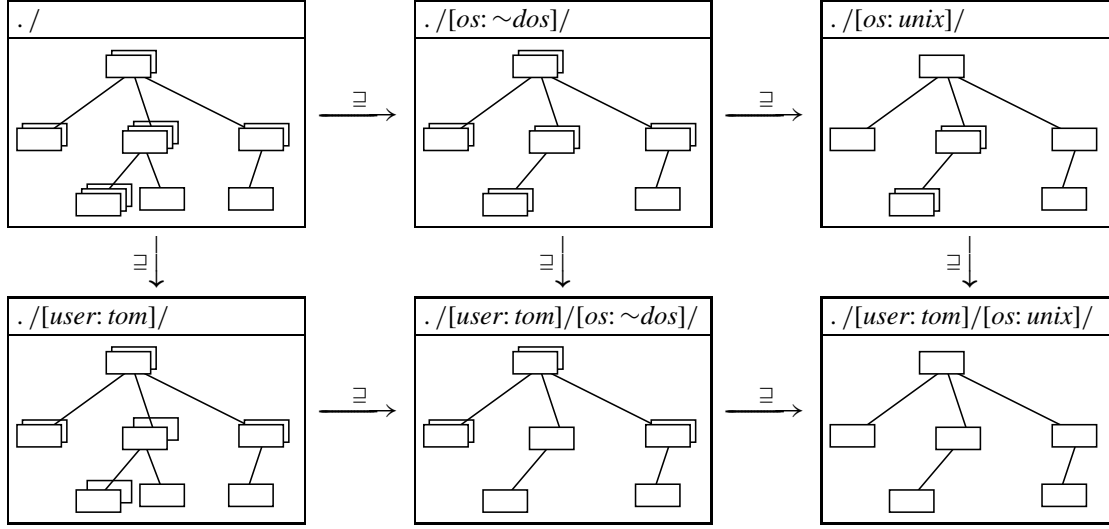 ./
./[os: ~dos]/
./[os: unix]/
⊒
⊒
⊒
⊒
⊒
./[user: tom]/
./[user: tom]/[os: ~dos]/
./[user: tom]/[os: unix]/
⊒
⊒